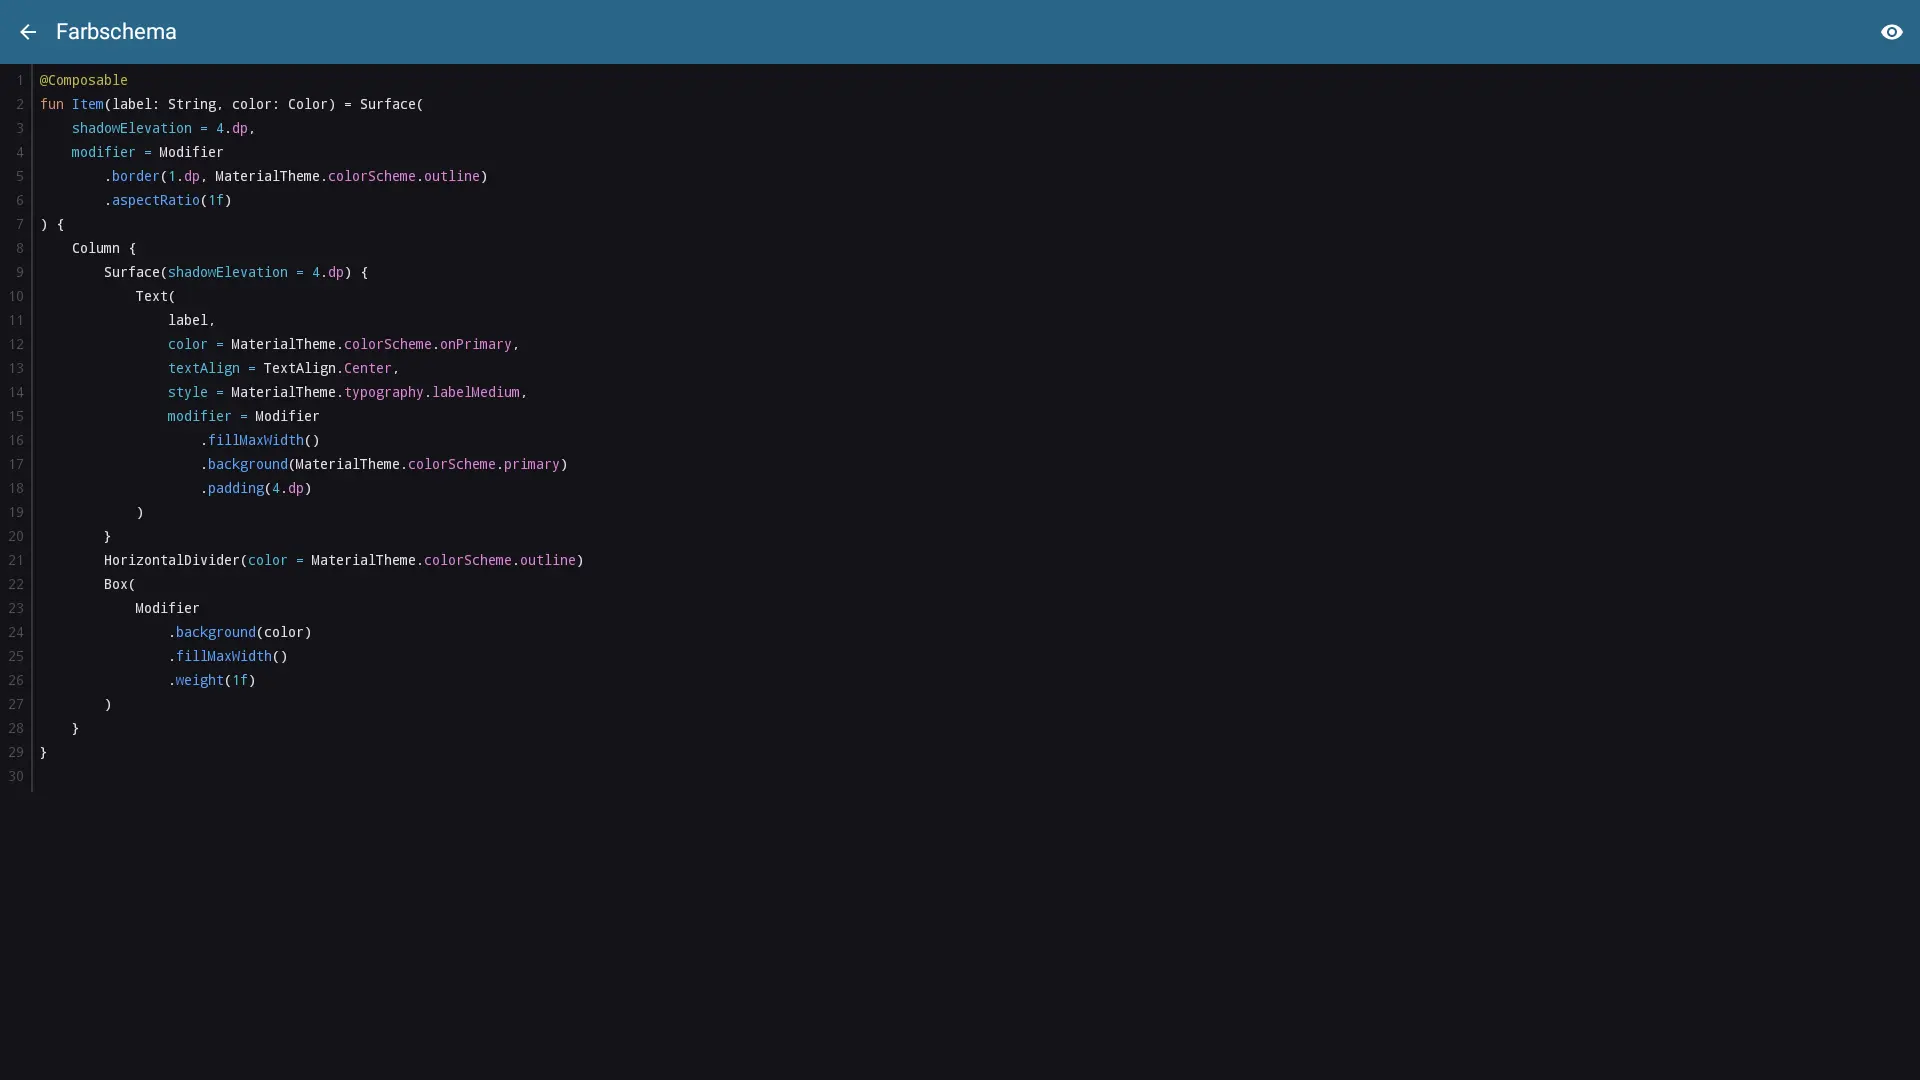 Farbschema
1 @Composable
2 fun Item(label: String, color: Color) = Surface(
3     shadowElevation = 4.dp,
4     modifier = Modifier
5         .border(1.dp, MaterialTheme.colorScheme.outline)
6         .aspectRatio(1f)
7 ) {
8     Column {
9         Surface(shadowElevation = 4.dp) {
10             Text(
11                 label,
12                 color = MaterialTheme.colorScheme.onPrimary,
13                 textAlign = TextAlign.Center,
14                 style = MaterialTheme.typography.labelMedium,
15                 modifier = Modifier
16                     .fillMaxWidth()
17                     .background(MaterialTheme.colorScheme.primary)
18                     .padding(4.dp)
19             )
20         }
21         HorizontalDivider(color = MaterialTheme.colorScheme.outline)
22         Box(
23             Modifier
24                 .background(color)
25                 .fillMaxWidth()
26                 .weight(1f)
27         )
28     }
29 }
30